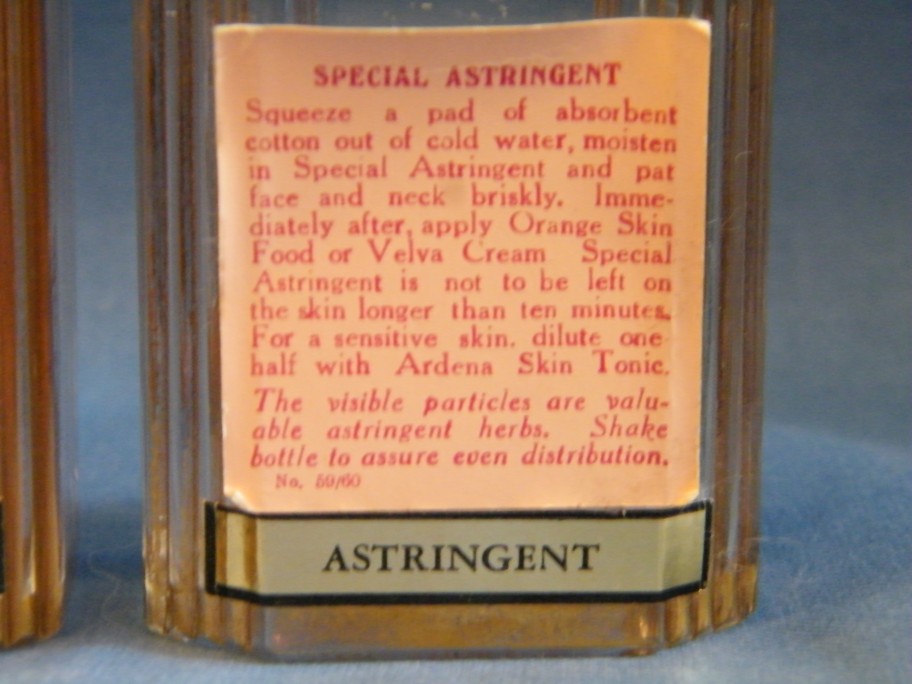 SPECIAL ASTRINGENT
Squeeze a pad of absorbent
cotton out of cold water, moisten
in Special Astringent and pat
face and neck briskly. Imme-
diately after, apply Orange Skin
Food or Velva Cream Special
Astringent is not to be left on
the skin longer than ten minutes.
For a sensitive skin. dilute one-
half with Ardena Skin Tonic.
The visible particles are valu-
able astringent herbs. Shake
bottle to assure even distribution.
No. 59/60
ASTRINGENT